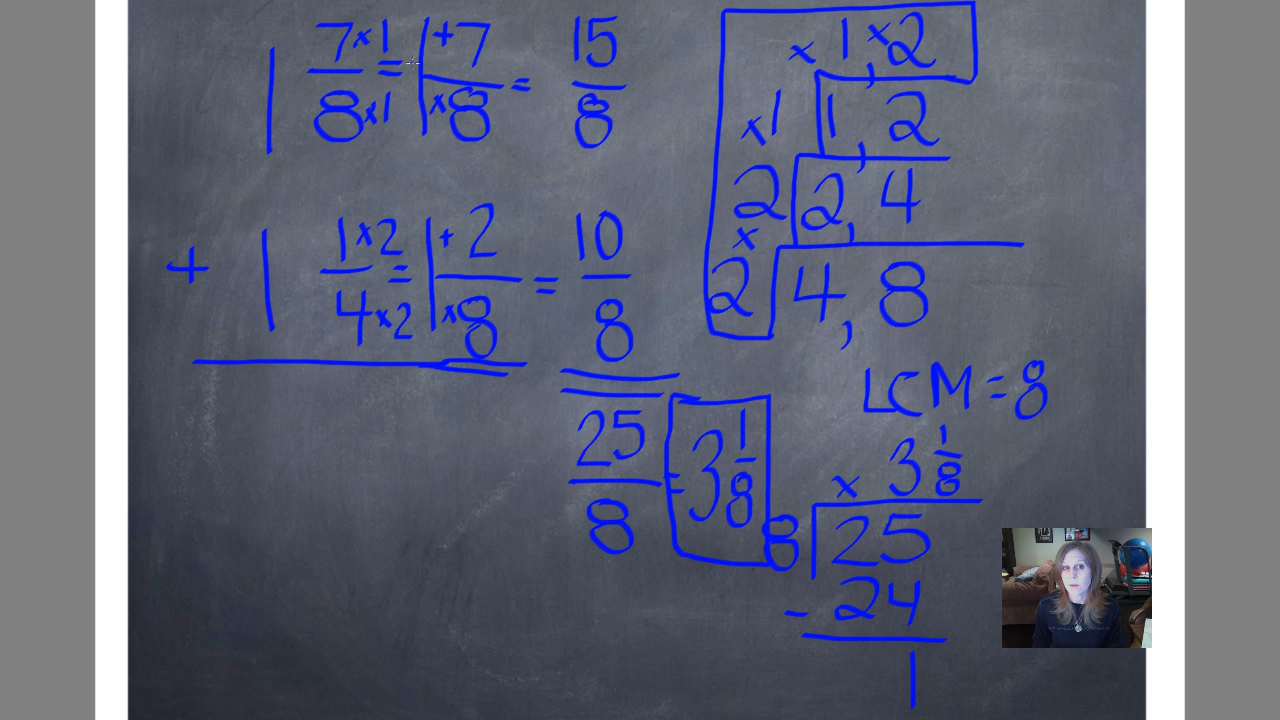 1 7×1/8×1 = 1 +7/×8 = 15/8
+ 1 1×2/4×2 = 1 +2/×8 = 10/8
25/8 = 3 1/8
× 1, ×2
×1 1, 2
2 2, 4
×
2 4, 8
LCM = 8
× 3 1/8
8 25
- 24
1